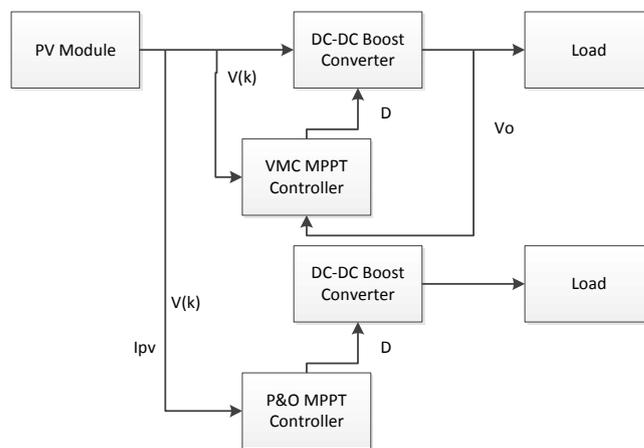 PV Module
DC-DC Boost
Converter
Load
V(k)
D
Vo
VMC MPPT
Controller
DC-DC Boost
Converter
Load
V(k)
Ipv
D
P&O MPPT
Controller